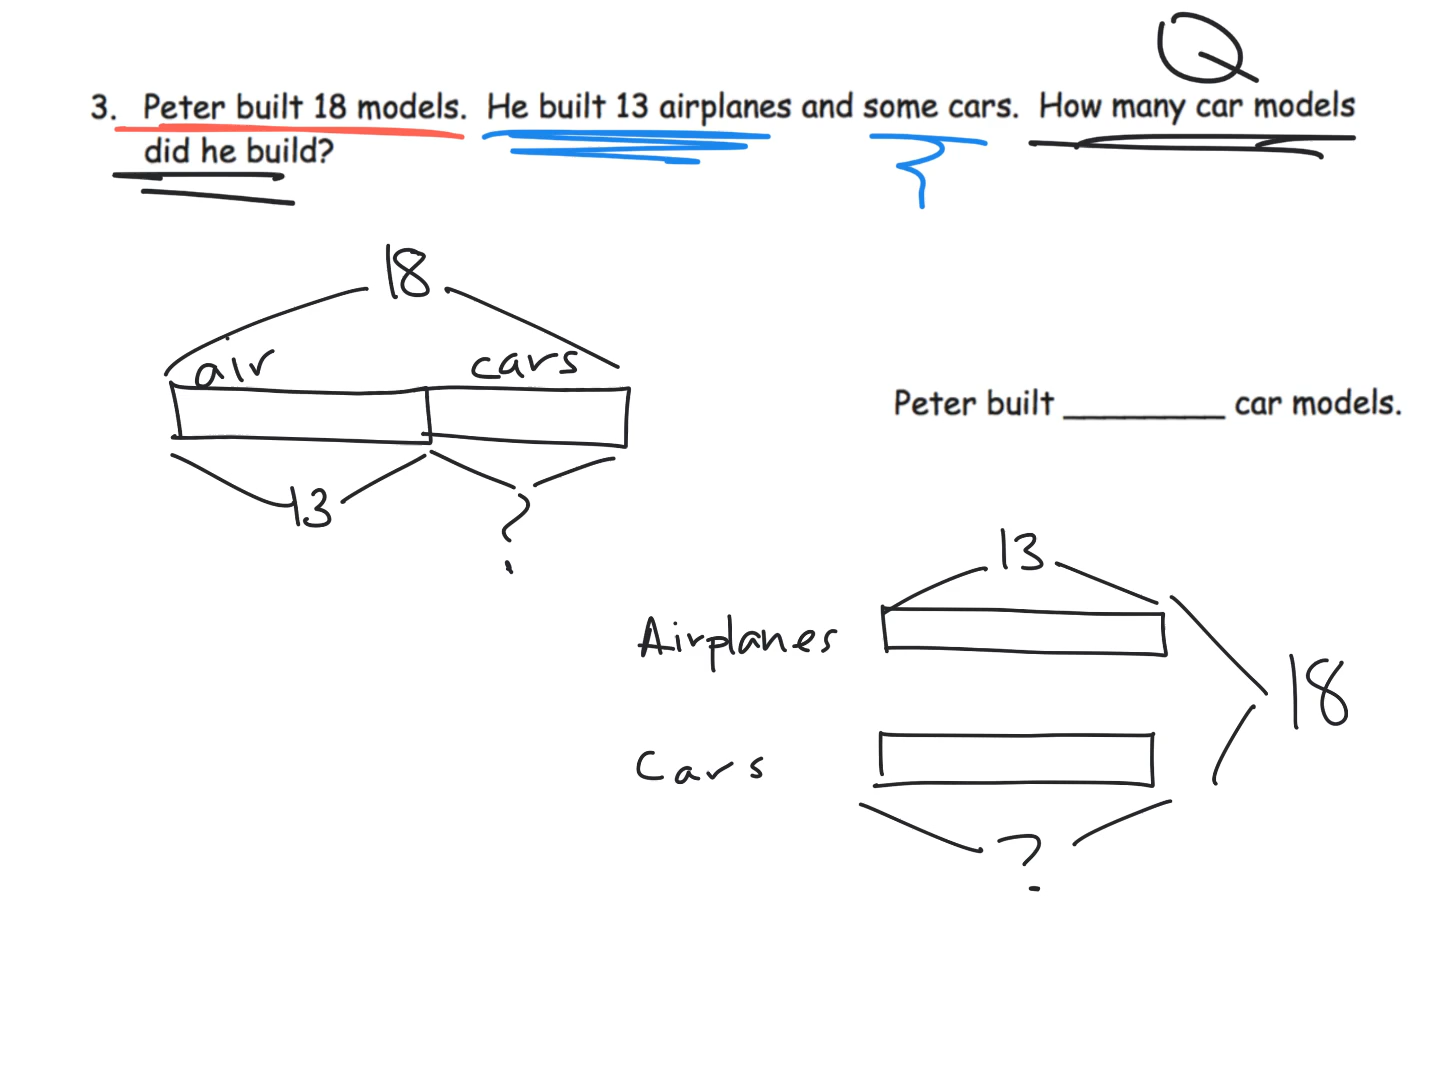 Q
3. Peter built 18 models. He built 13 airplanes and some cars. How many car models
did he build?
?
18
air cars
13 ?
Peter built __________ car models.
13
Airplanes
18
Cars
?